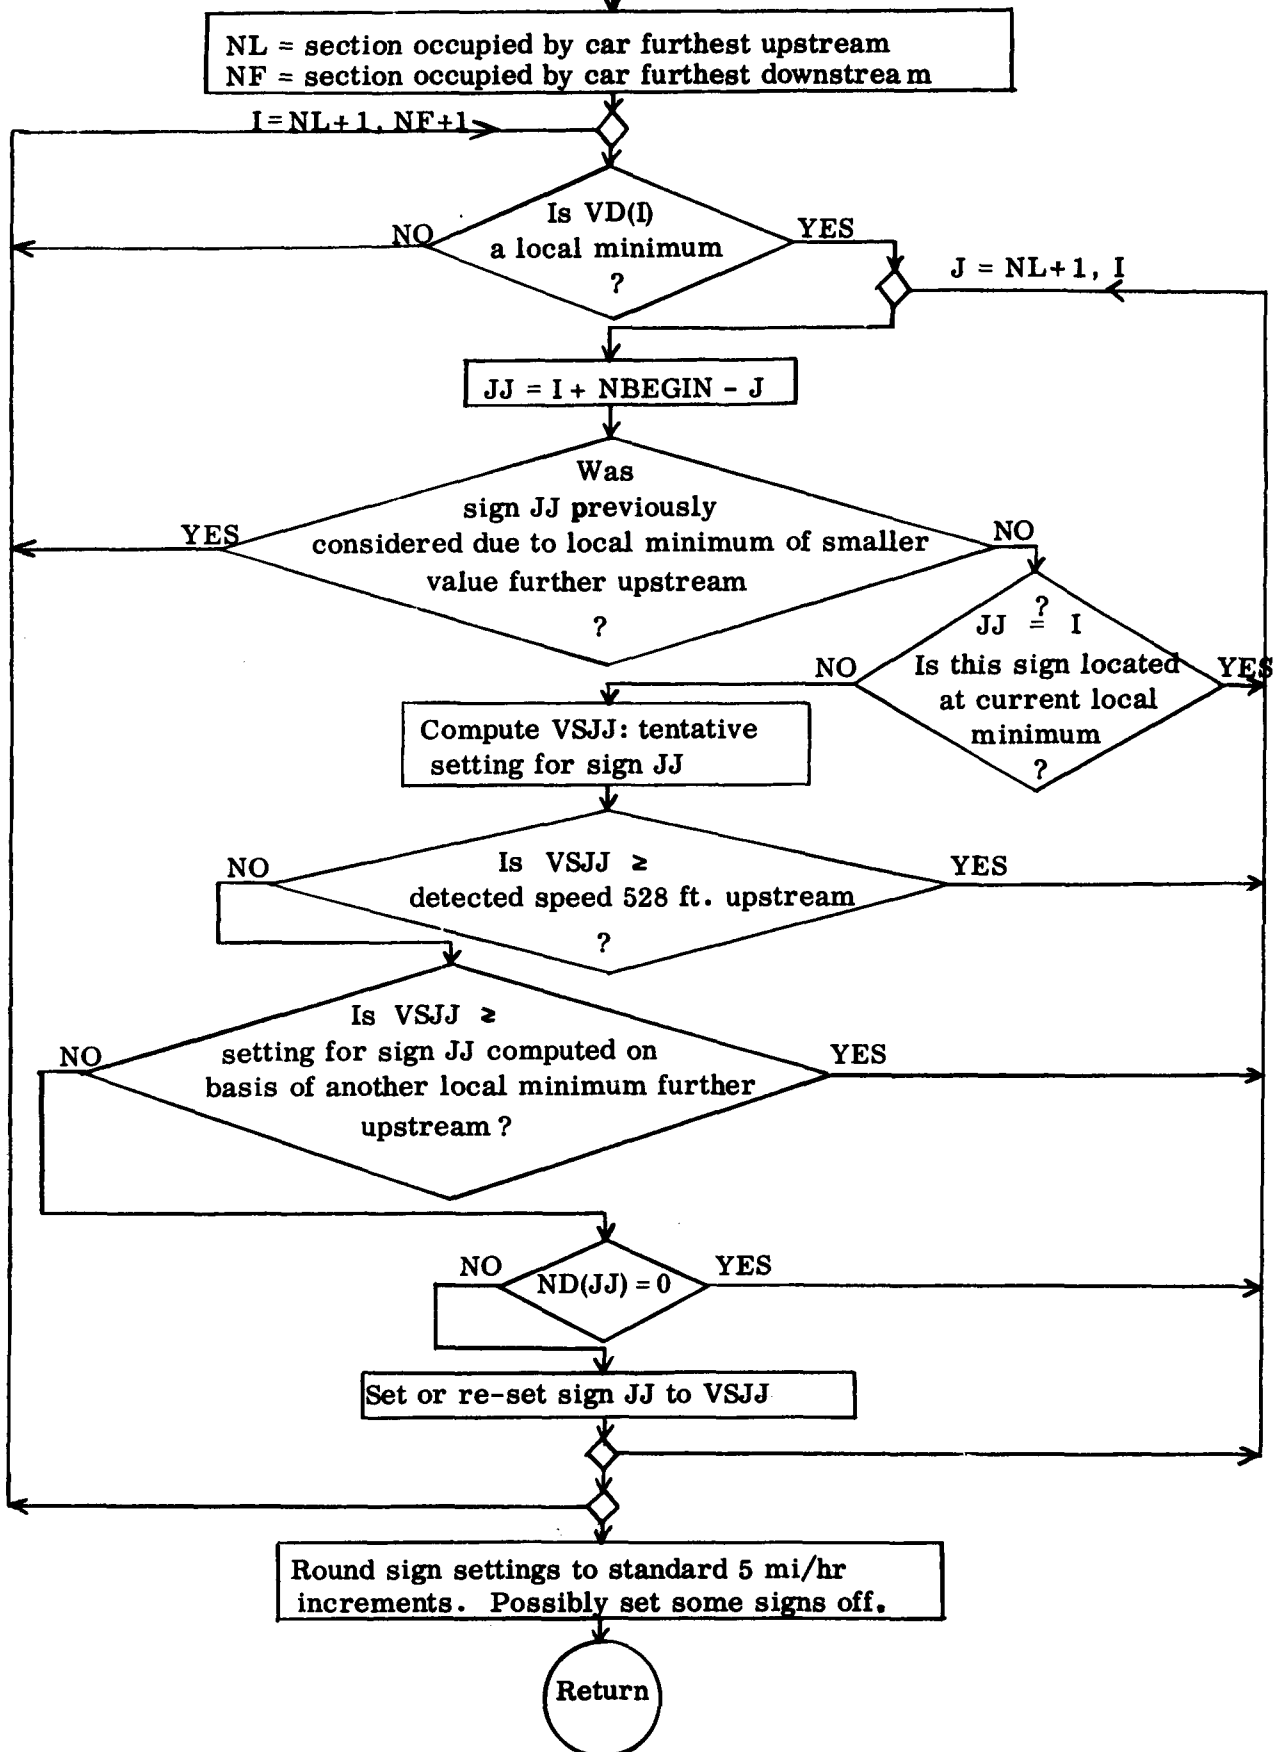 NL = section occupied by car furthest upstream
NF = section occupied by car furthest downstream
I=NL+1, NF+1
Is VD(I)
a local minimum
?
NO
YES
J = NL+1, I
JJ = I + NBEGIN - J
Was
sign JJ previously
considered due to local minimum of smaller
value further upstream
?
YES
NO
?
JJ = I
Is this sign located
at current local
minimum
?
NO
YES
Compute VSJJ: tentative
setting for sign JJ
Is VSJJ ≥
detected speed 528 ft. upstream
?
NO
YES
Is VSJJ ≥
setting for sign JJ computed on
basis of another local minimum further
upstream ?
NO
YES
ND(JJ) = 0
NO
YES
Set or re-set sign JJ to VSJJ
Round sign settings to standard 5 mi/hr
increments. Possibly set some signs off.
Return